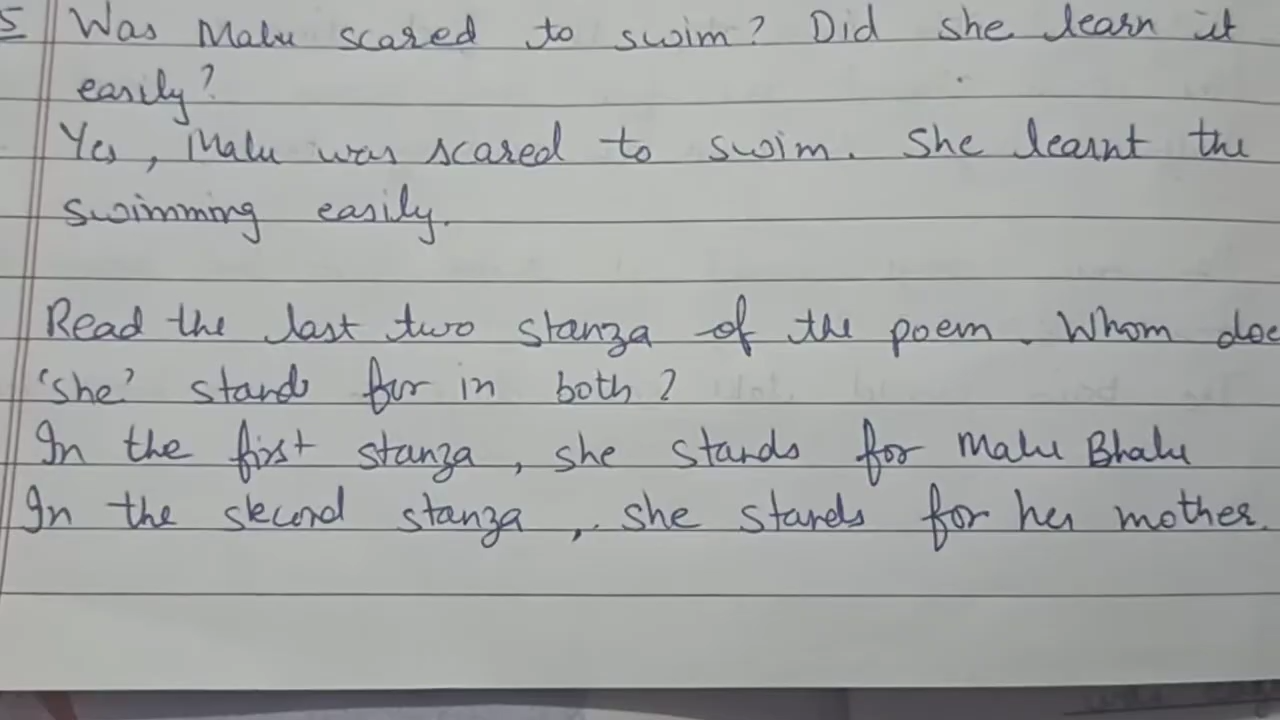 5 Was Malu scared to swim? Did she learn it
easily?
Yes, Malu was scared to swim. She learnt the
swimming easily.
Read the last two stanza of the poem. Whom doe
'she' stands for in both?
In the first stanza, she stands for Malu Bhalu
In the second stanza, she stands for her mother.